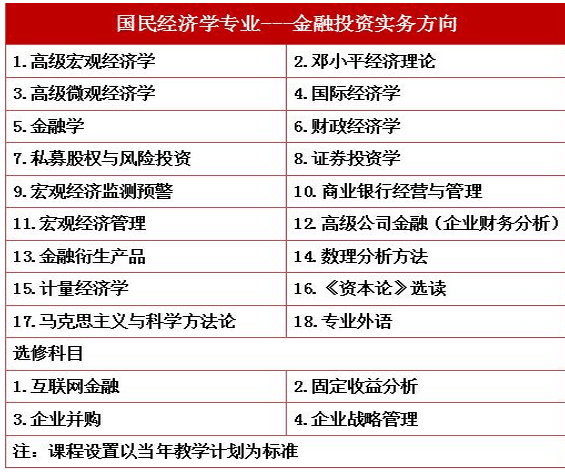 国民经济学专业---金融投资实务方向
1.高级宏观经济学 2.邓小平经济理论
3.高级微观经济学 4.国际经济学
5.金融学 6.财政经济学
7.私募股权与风险投资 8.证券投资学
9.宏观经济监测预警 10.商业银行经营与管理
11.宏观经济管理 12.高级公司金融（企业财务分析）
13.金融衍生产品 14.数理分析方法
15.计量经济学 16.《资本论》选读
17.马克思主义与科学方法论 18.专业外语
选修科目
1.互联网金融 2.固定收益分析
3.企业并购 4.企业战略管理
注：课程设置以当年教学计划为标准